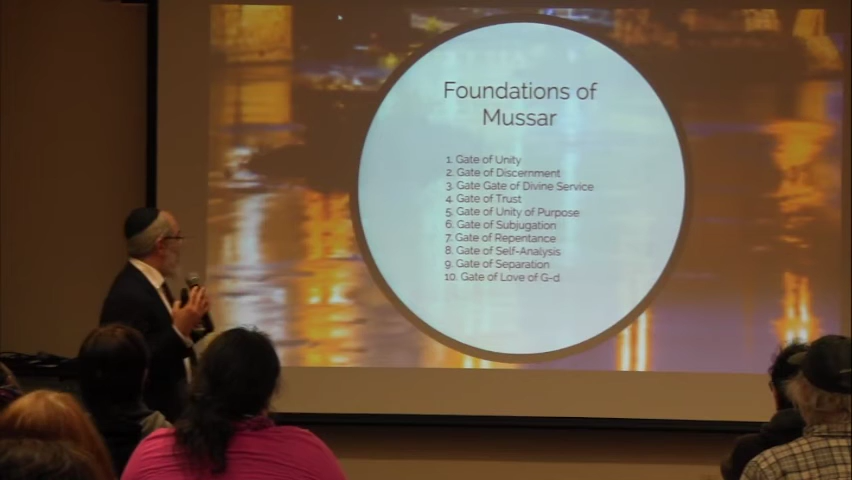 Foundations of
Mussar
1. Gate of Unity
2. Gate of Discernment
3. Gate Gate of Divine Service
4. Gate of Trust
5. Gate of Unity of Purpose
6. Gate of Subjugation
7. Gate of Repentance
8. Gate of Self-Analysis
9. Gate of Separation
10. Gate of Love of G-d